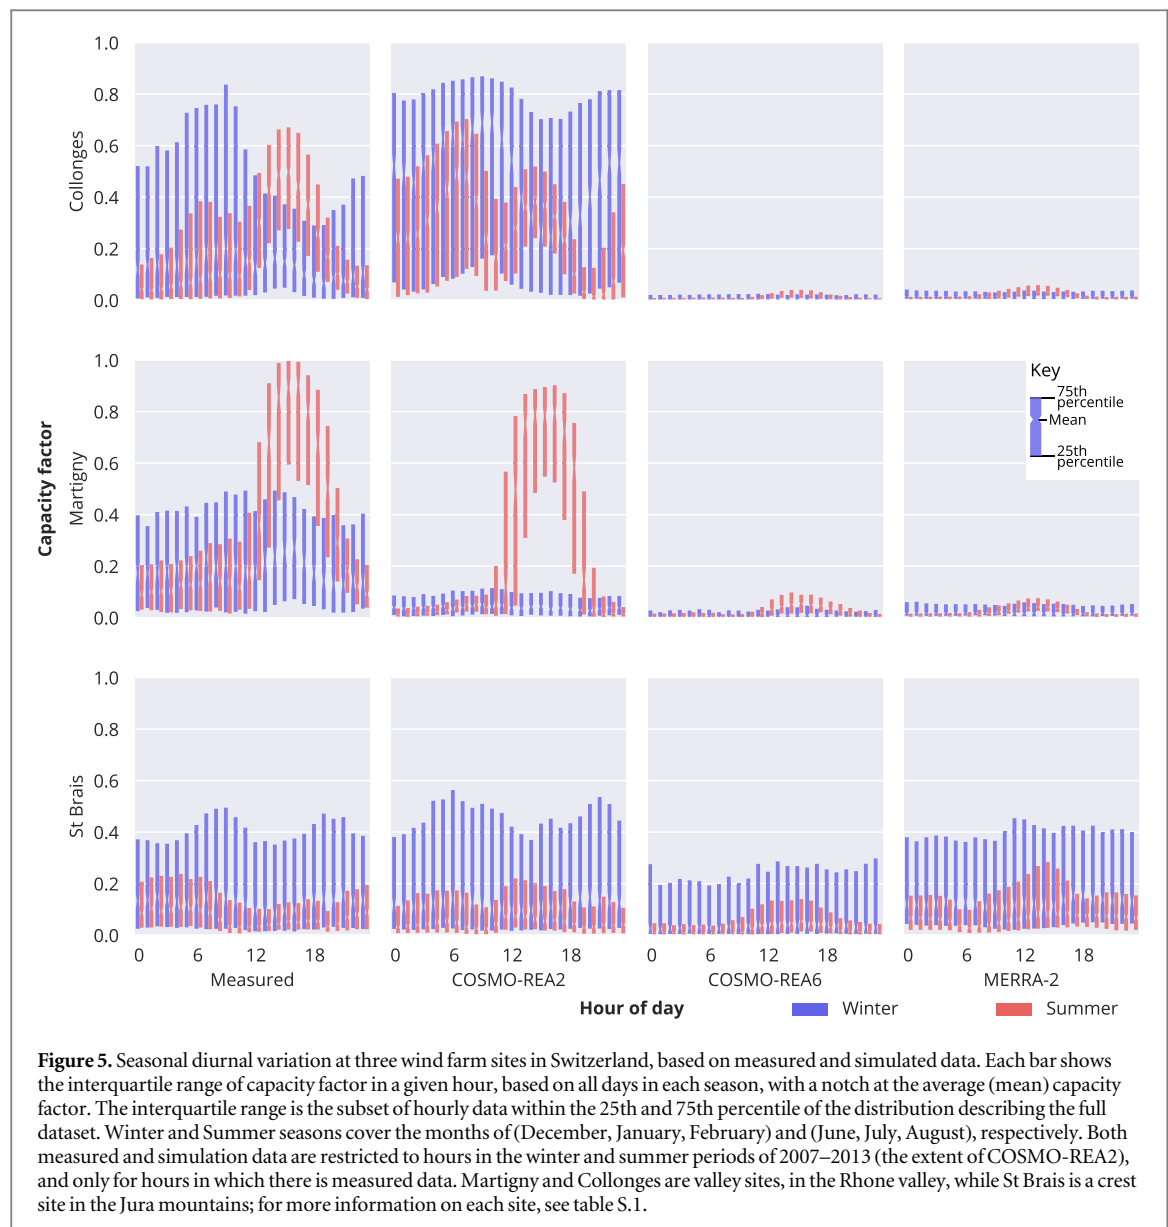 1.0
0.8
0.6
0.4
0.2
0.0
Collonges
1.0
0.8
0.6
0.4
0.2
0.0
Capacity factor
Martigny
Key
75th
percentile
Mean
25th
percentile
1.0
0.8
0.6
0.4
0.2
0.0
St Brais
0 6 12 18 0 6 12 18 0 6 12 18 0 6 12 18
Measured COSMO-REA2 COSMO-REA6 MERRA-2
Hour of day Winter Summer
Figure 5. Seasonal diurnal variation at three wind farm sites in Switzerland, based on measured and simulated data. Each bar shows
the interquartile range of capacity factor in a given hour, based on all days in each season, with a notch at the average (mean) capacity
factor. The interquartile range is the subset of hourly data within the 25th and 75th percentile of the distribution describing the full
dataset. Winter and Summer seasons cover the months of (December, January, February) and (June, July, August), respectively. Both
measured and simulation data are restricted to hours in the winter and summer periods of 2007–2013 (the extent of COSMO-REA2),
and only for hours in which there is measured data. Martigny and Collonges are valley sites, in the Rhone valley, while St Brais is a crest
site in the Jura mountains; for more information on each site, see table S.1.